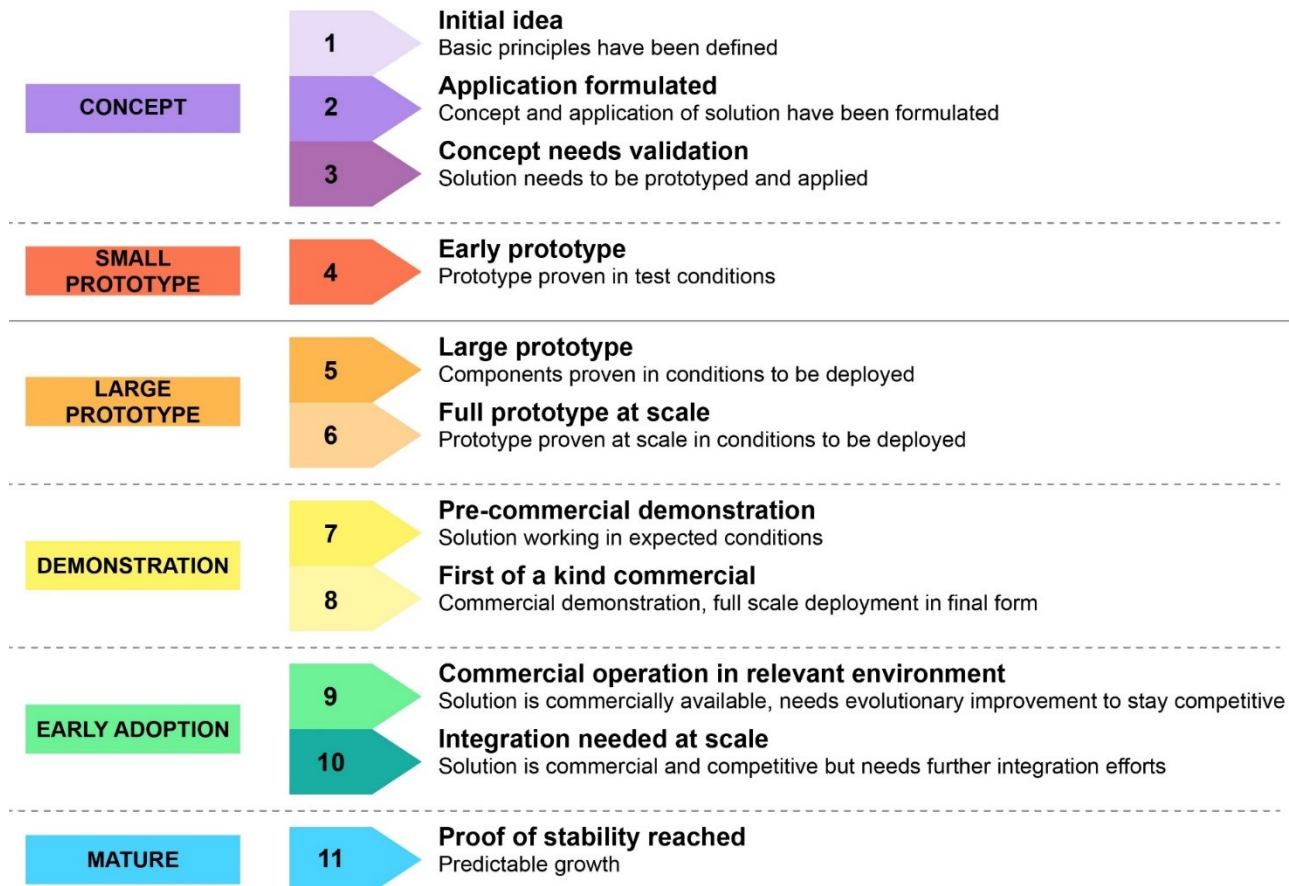 1
Initial idea
Basic principles have been defined
CONCEPT
2
Application formulated
Concept and application of solution have been formulated
3
Concept needs validation
Solution needs to be prototyped and applied
SMALL
PROTOTYPE
4
Early prototype
Prototype proven in test conditions
LARGE
PROTOTYPE
5
Large prototype
Components proven in conditions to be deployed
6
Full prototype at scale
Prototype proven at scale in conditions to be deployed
DEMONSTRATION
7
Pre-commercial demonstration
Solution working in expected conditions
8
First of a kind commercial
Commercial demonstration, full scale deployment in final form
EARLY ADOPTION
9
Commercial operation in relevant environment
Solution is commercially available, needs evolutionary improvement to stay competitive
10
Integration needed at scale
Solution is commercial and competitive but needs further integration efforts
MATURE
11
Proof of stability reached
Predictable growth